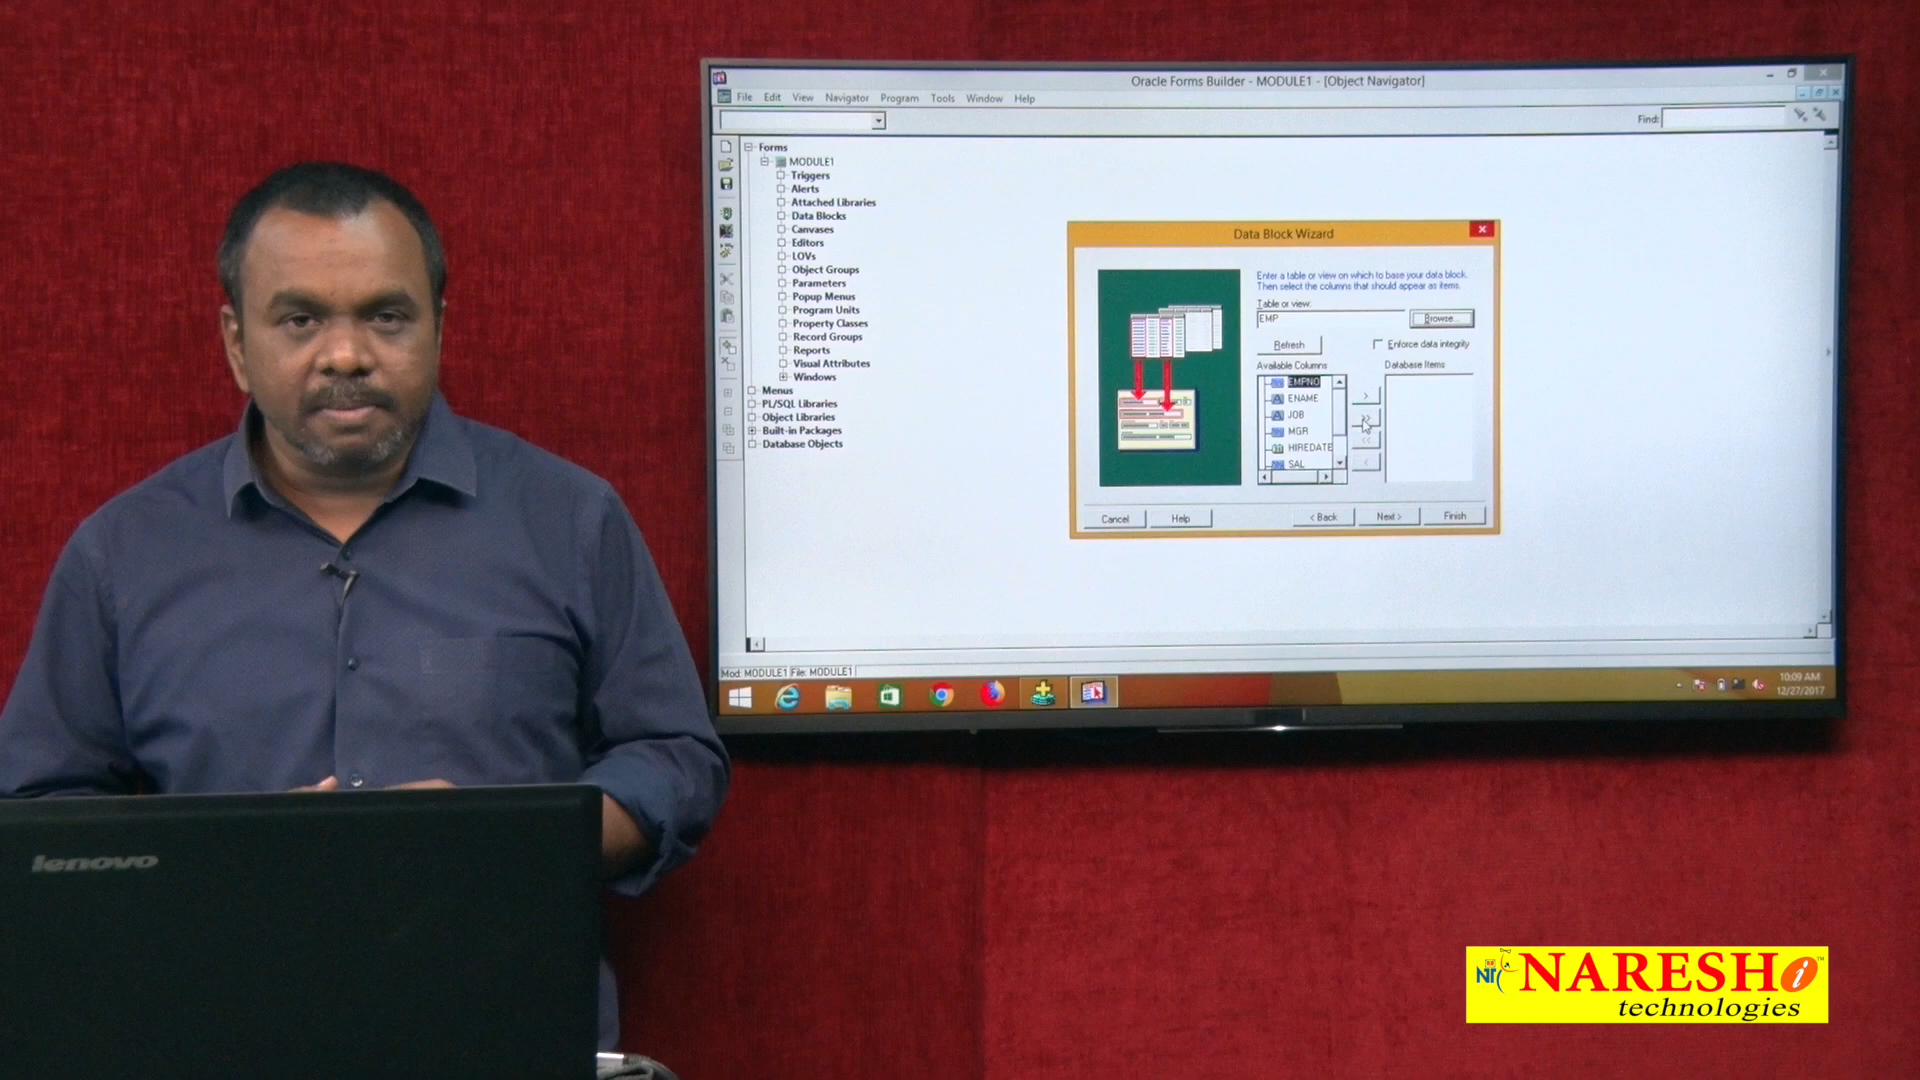 Oracle Forms Builder - MODULE1 - [Object Navigator]
File Edit View Navigator Program Tools Window Help
Find:
Forms
MODULE1
Triggers
Alerts
Attached Libraries
Data Blocks
Canvases
Editors
LOVs
Object Groups
Parameters
Popup Menus
Program Units
Property Classes
Record Groups
Reports
Visual Attributes
Windows
Menus
PL/SQL Libraries
Object Libraries
Built-in Packages
Database Objects
Data Block Wizard
Enter a table or view on which to base your data block.
Then select the columns that should appear as items.
Table or view:
EMP
Browse...
Refresh
Enforce data integrity
Available Columns
Database Items
EMPNO
ENAME
JOB
MGR
HIREDATE
SAL
>
>>
<<
<
Cancel
Help
< Back
Next >
Finish
Mod: MODULE1 File: MODULE1
10:09 AM
12/27/2017
lenovo
NARESH i
technologies